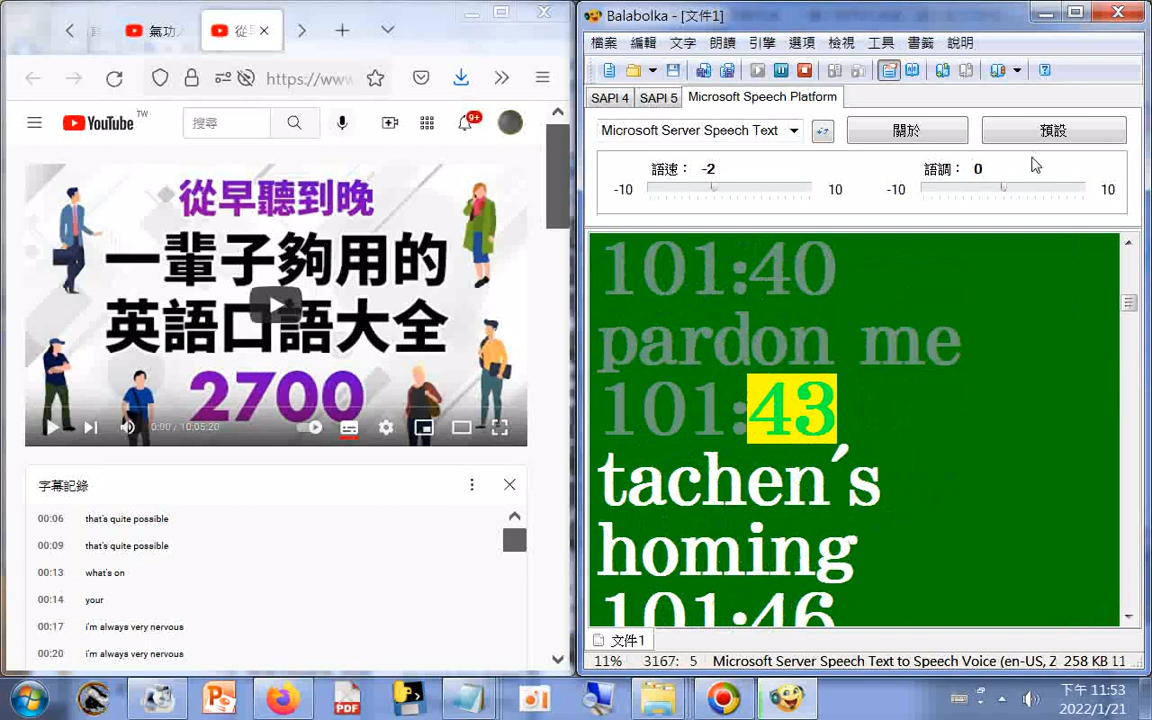 氣功
從
https://www
YouTube TW
搜尋
9+
從早聽到晚
一輩子夠用的
英語口語大全
2700
0:00 / 10:05:20
字幕記錄
00:06 that's quite possible
00:09 that's quite possible
00:13 what's on
00:14 your
00:17 i'm always very nervous
00:20 i'm always very nervous
Balabolka - [文件1]
檔案 編輯 文字 朗讀 引擎 選項 檢視 工具 書籤 說明
SAPI 4 SAPI 5 Microsoft Speech Platform
Microsoft Server Speech Text 關於 預設
語速： -2 語調： 0
-10 10 -10 10
101:40
pardon me
101:43
tachen's
homing
101:46
文件1
11% 3167: 5 Microsoft Server Speech Text to Speech Voice (en-US, Z 258 KB 11
PDF
下午 11:53
2022/1/21